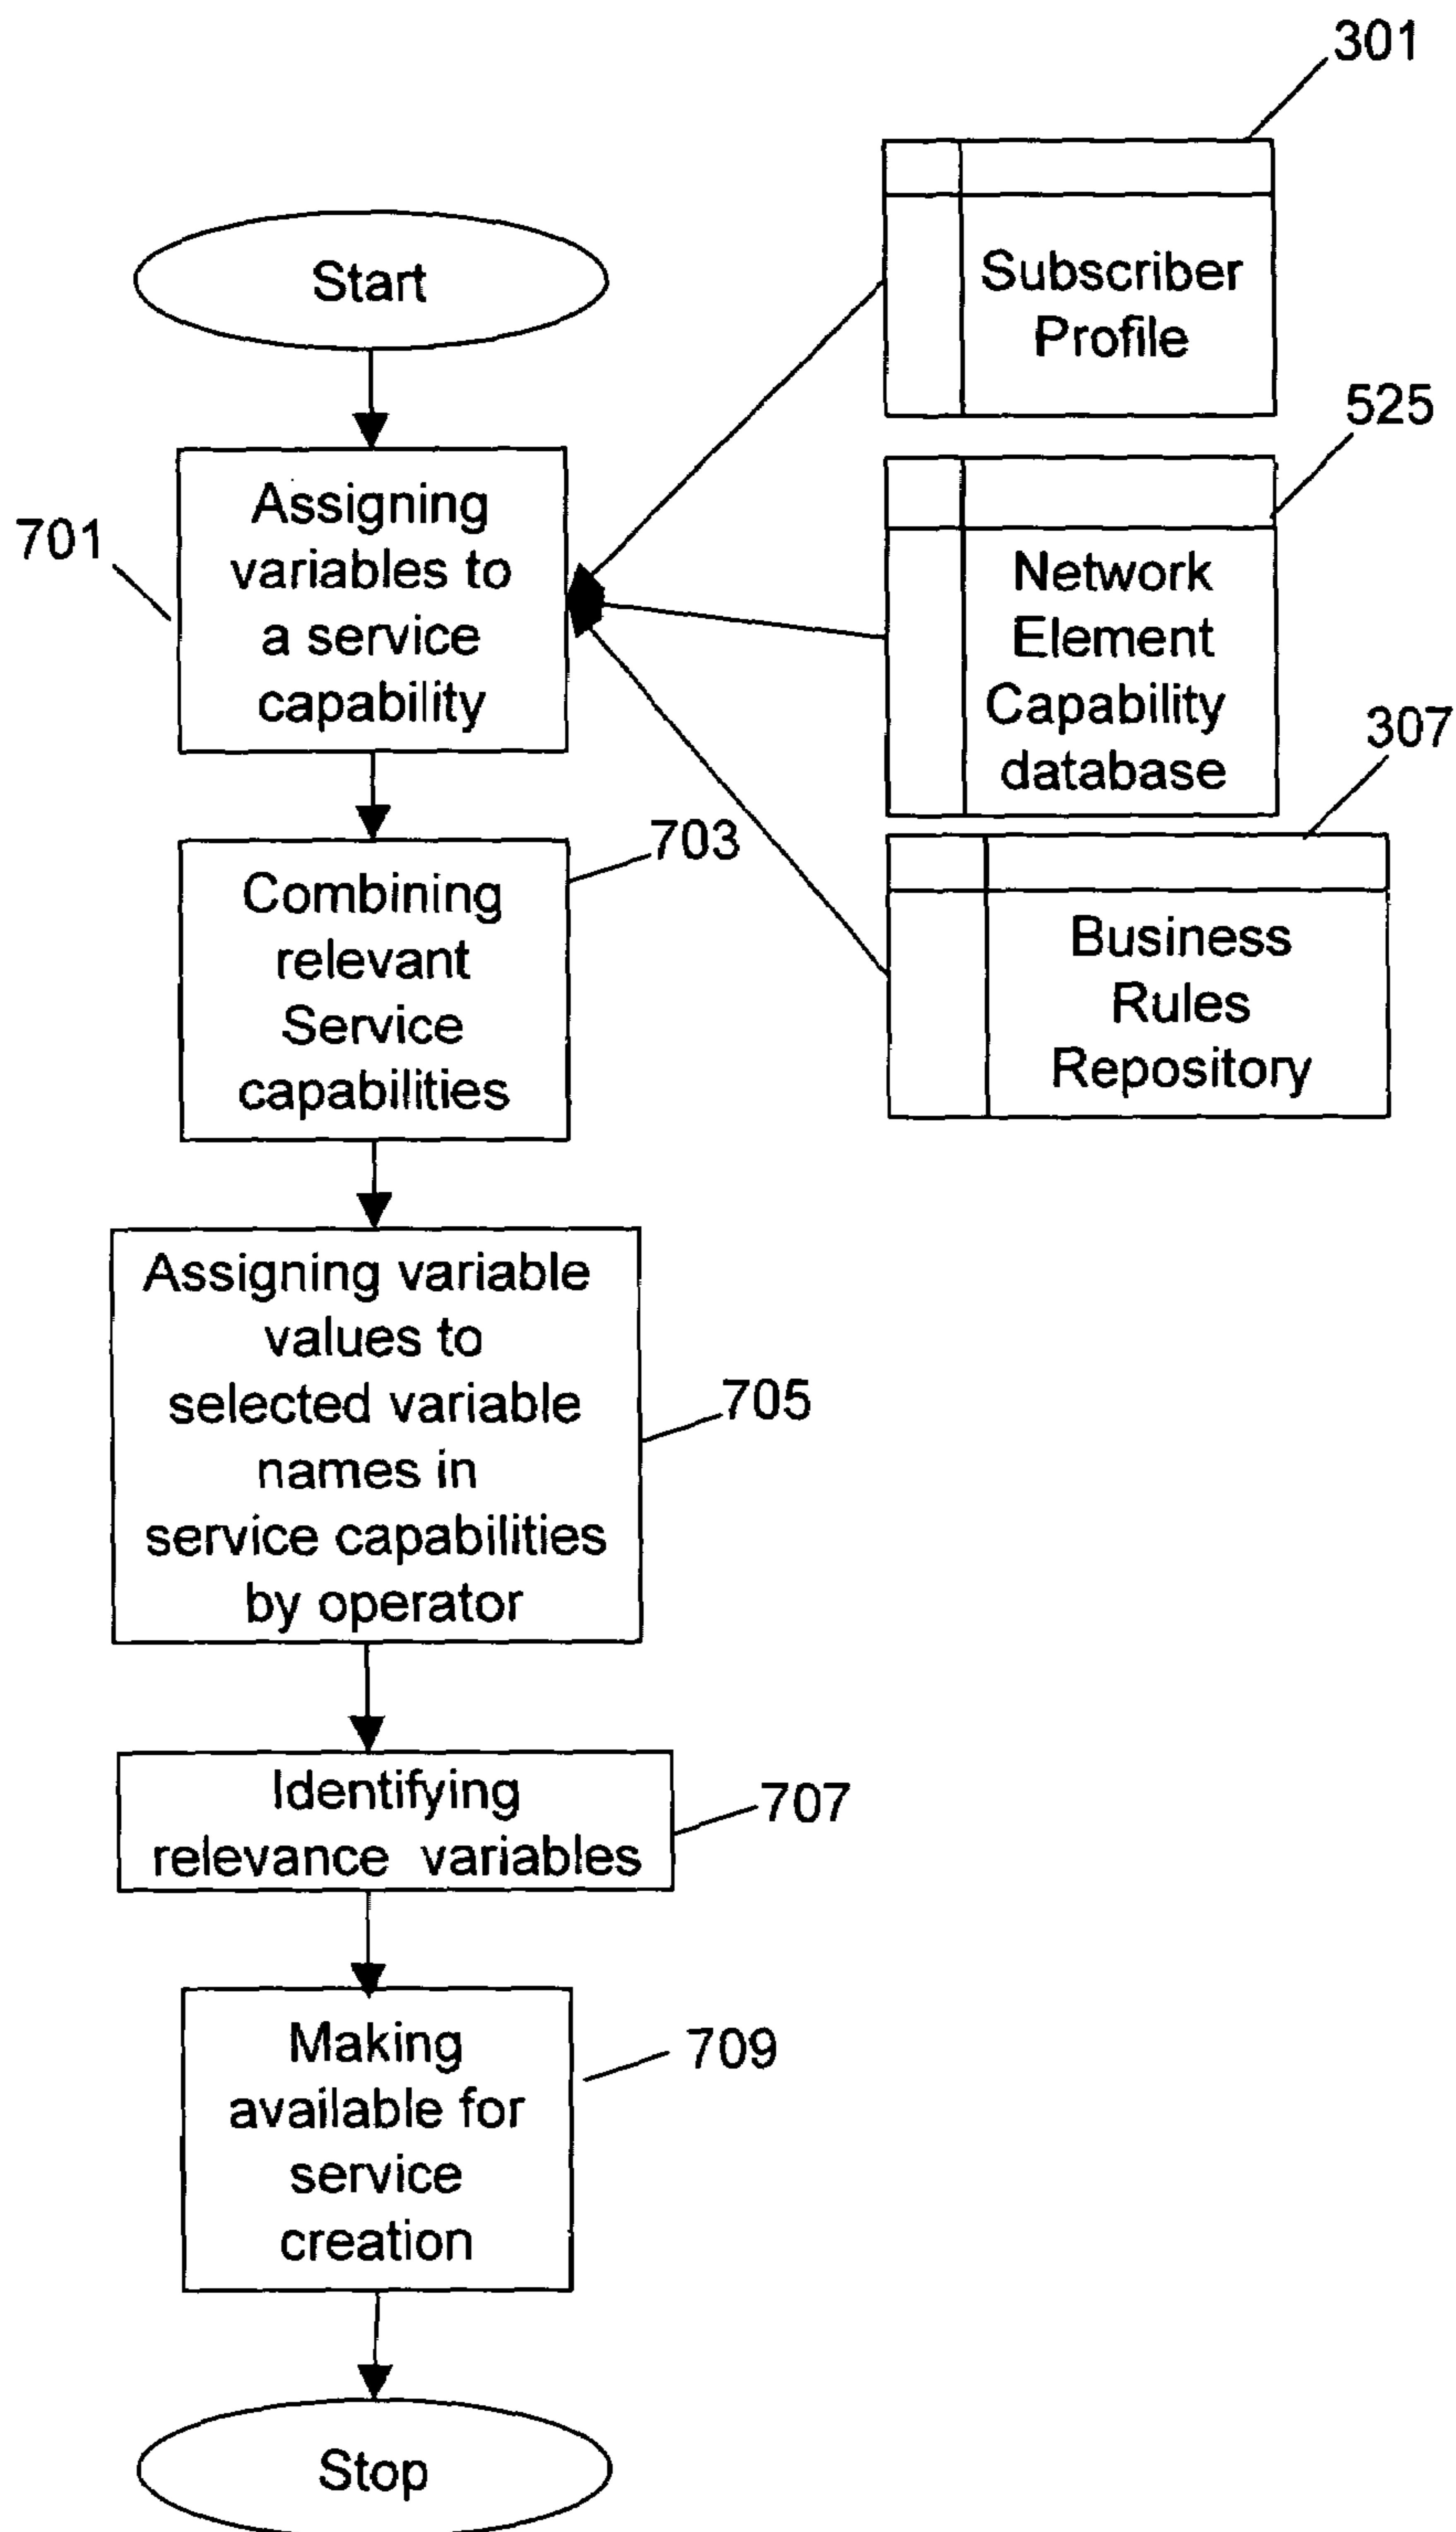 301
Start
Subscriber
Profile
525
701
Assigning
variables to
a service
capability
Network
Element
Capability
database
307
703
Combining
relevant
Service
capabilities
Business
Rules
Repository
Assigning variable
values to
selected variable
names in
service capabilities
by operator
705
Identifying
relevance variables
707
Making
available for
service
creation
709
Stop